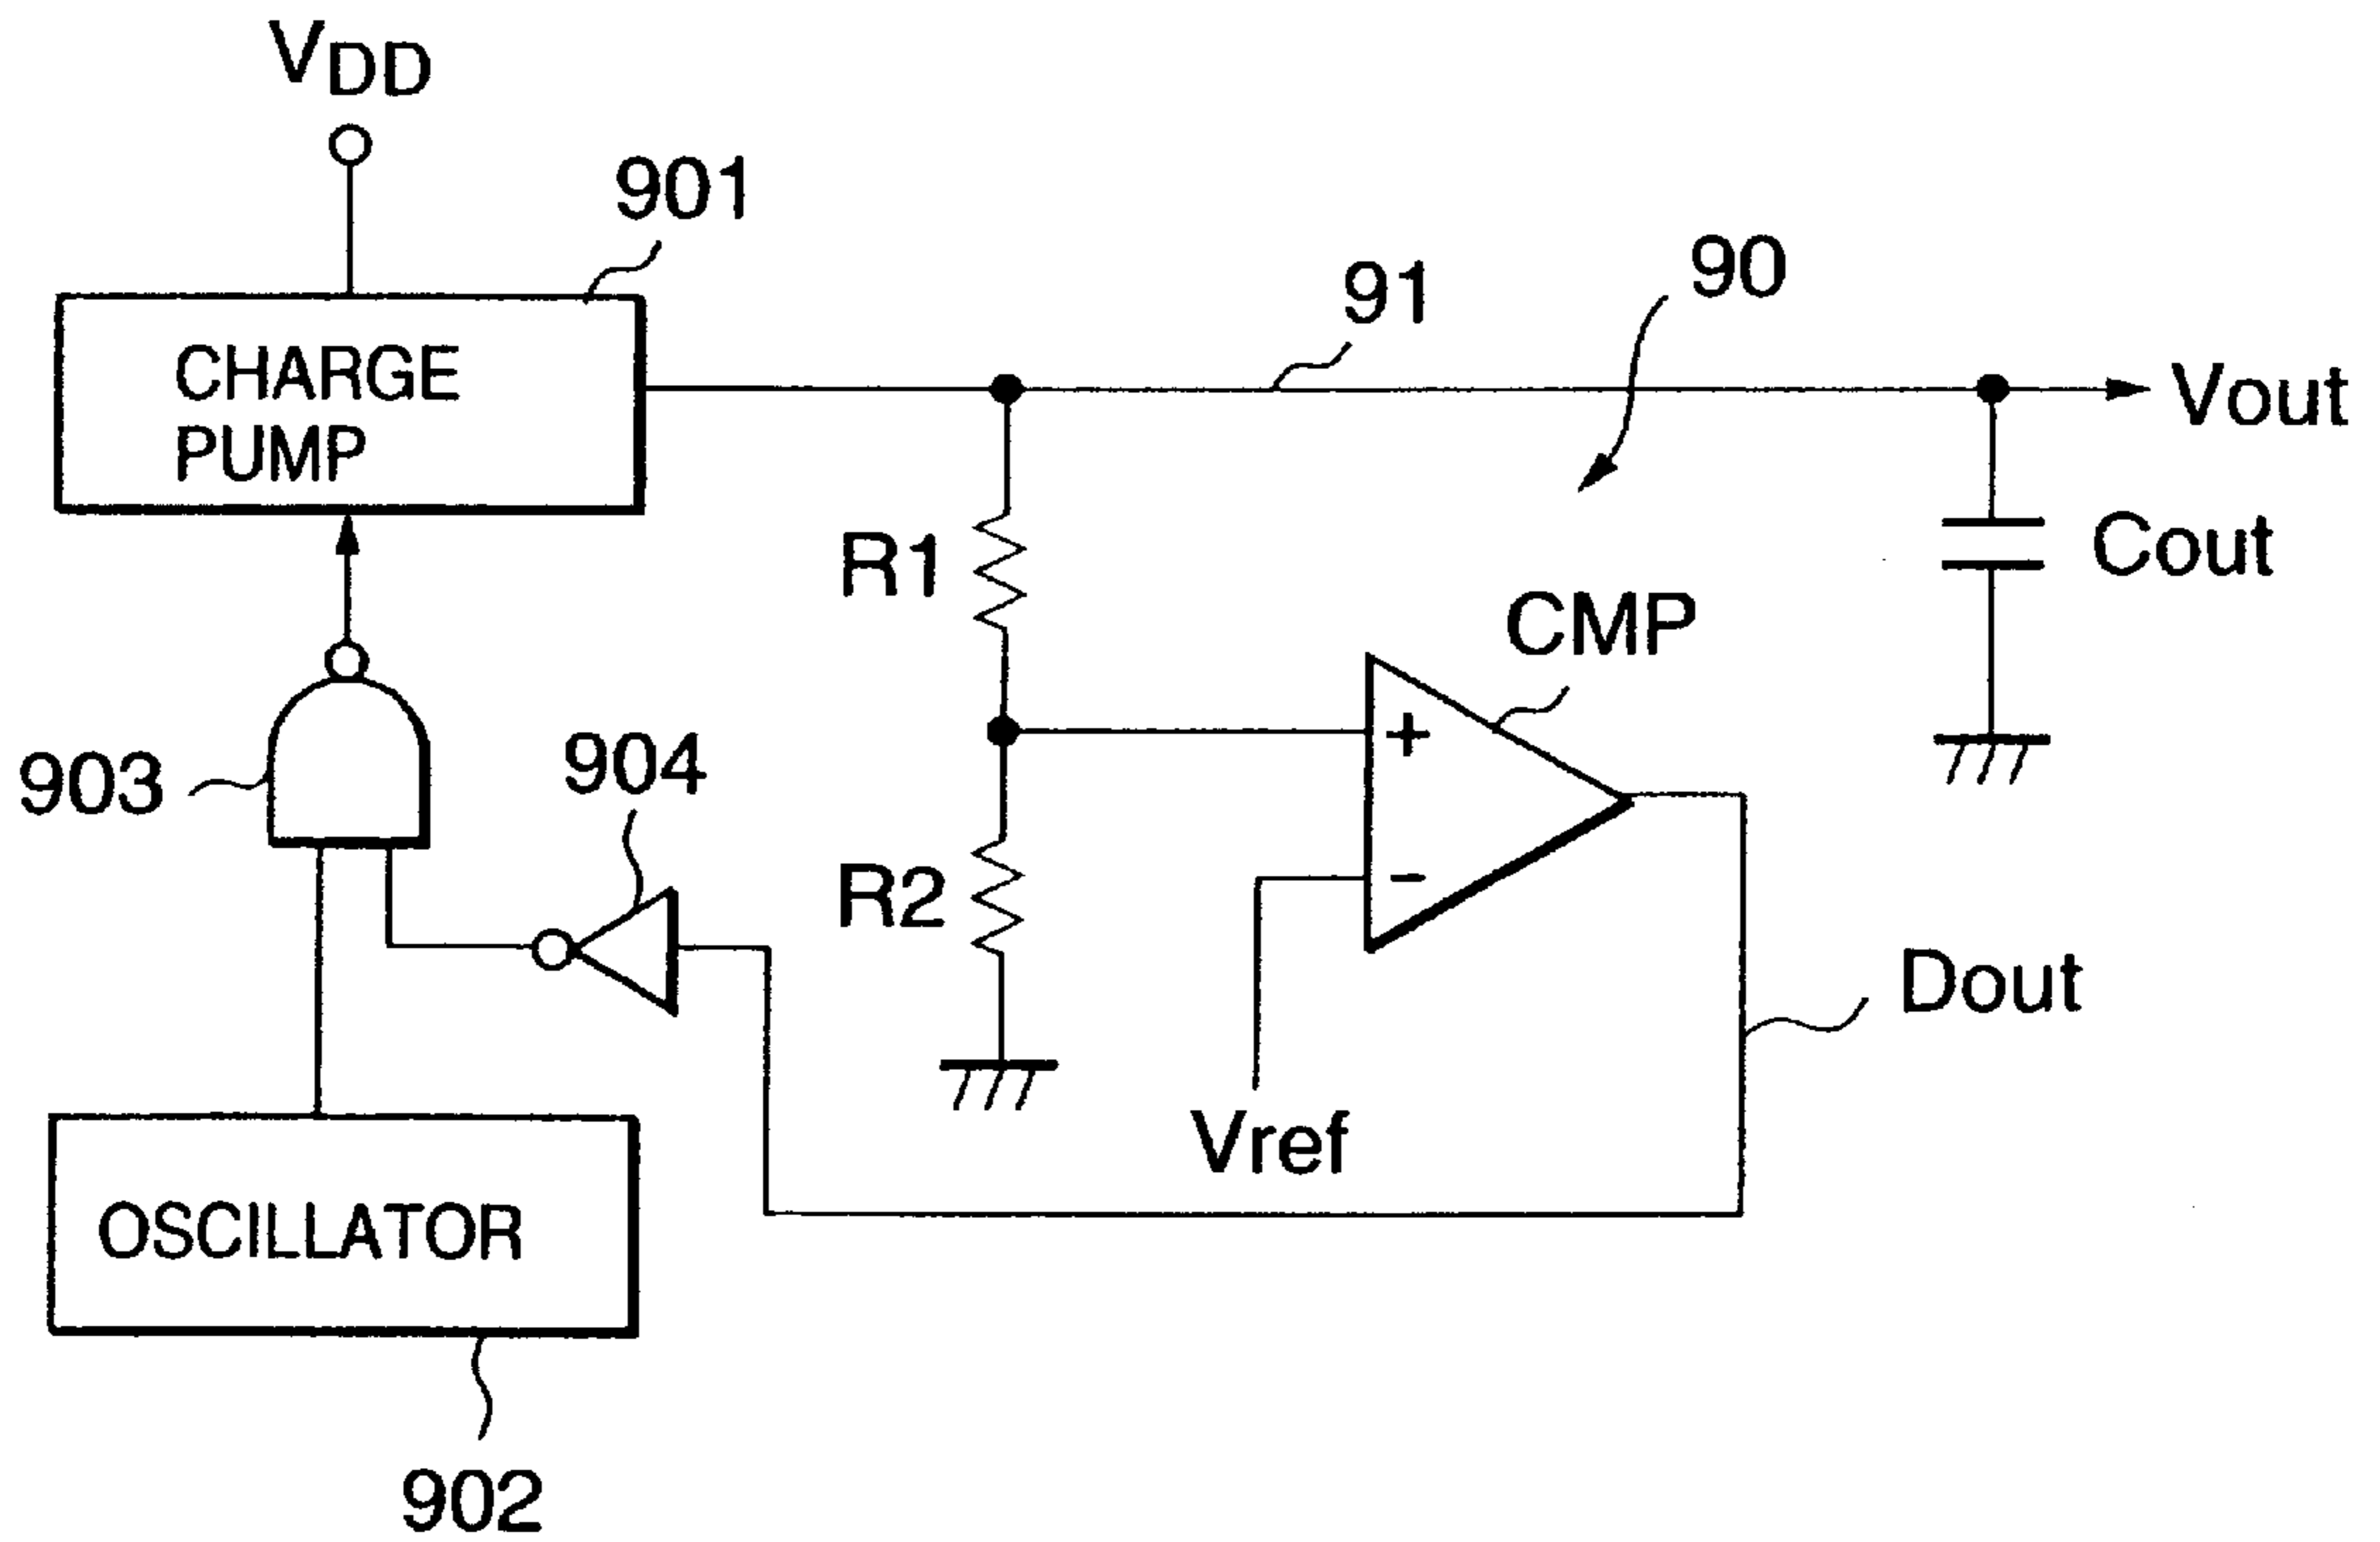 VDD
901
91
90
CHARGE
PUMP
Vout
R1
Cout
CMP
+
903
904
R2
−
Dout
Vref
OSCILLATOR
902